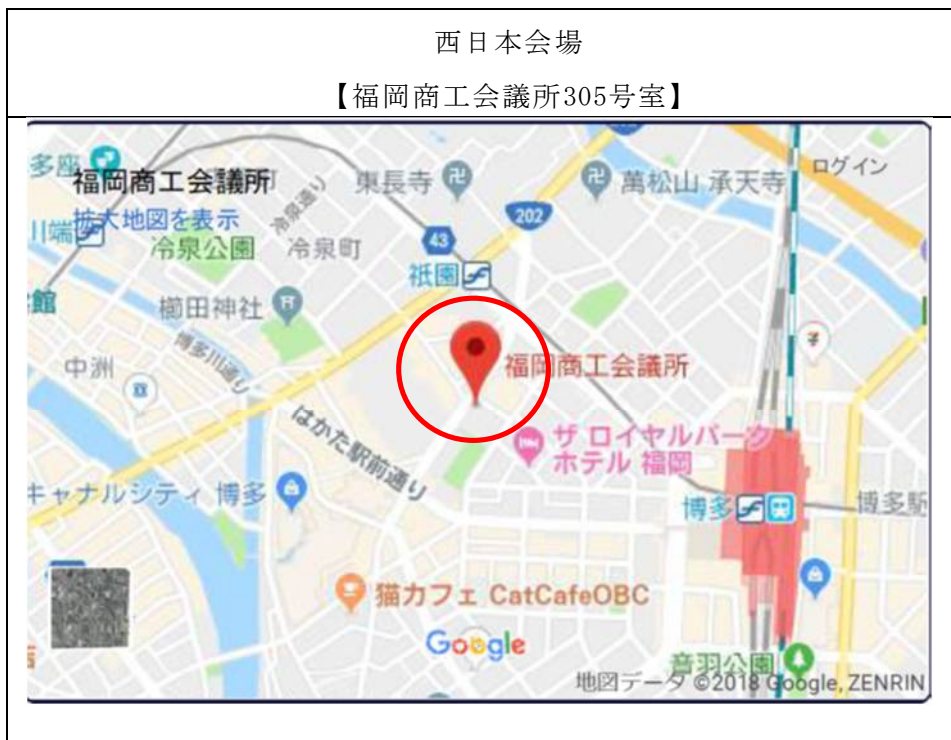 西日本会場
【福岡商工会議所305号室】
多座
福岡商工会議所
拡大地図を表示
冷泉通り
東長寺
萬松山 承天寺
ログイン
川端
冷泉公園
冷泉町
43
202
祇園
館
櫛田神社
中洲
博多川通り
福岡商工会議所
はかた駅前通り
ザ ロイヤルパーク
ホテル 福岡
キャナルシティ 博多
博多
博多駅
猫カフェ CatCafeOBC
Google
音羽公園
地図データ ©2018 Google, ZENRIN